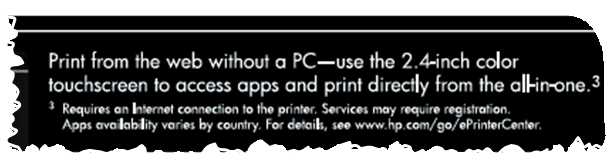 Print from the web without a PC—use the 2.4-inch color
touchscreen to access apps and print directly from the all-in-one.³
³ Requires an Internet connection to the printer. Services may require registration.
Apps availability varies by country. For details, see www.hp.com/go/ePrinterCenter.